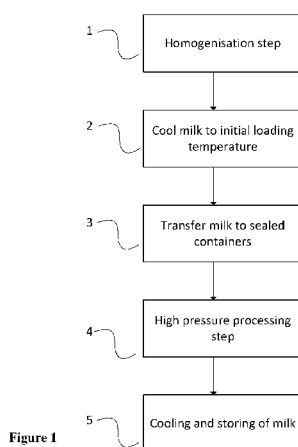 1
Homogenisation step
2
Cool milk to initial loading
temperature
3
Transfer milk to sealed
containers
4
High pressure processing
step
5
Cooling and storing of milk
Figure 1